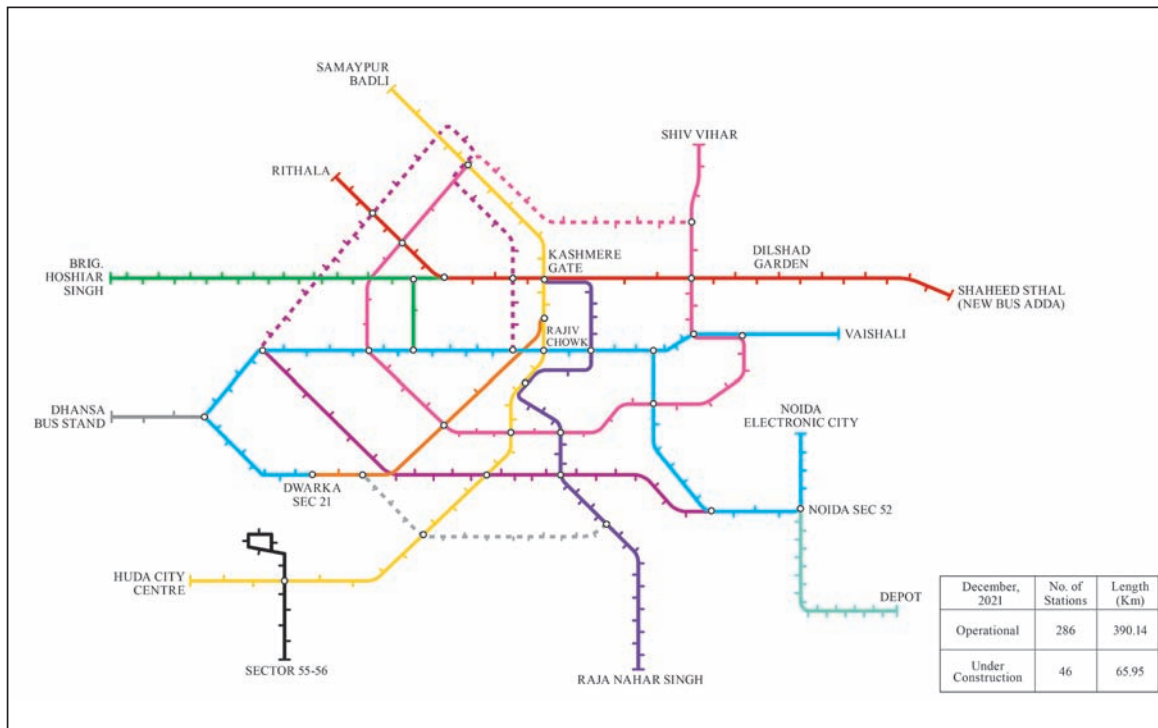 SAMAYPUR
BADLI
SHIV VIHAR
RITHALA
BRIG.
HOSHIAR
SINGH
KASHMERE
GATE
DILSHAD
GARDEN
SHAHEED STHAL
(NEW BUS ADDA)
RAJIV
CHOWK
VAISHALI
DHANSA
BUS STAND
NOIDA
ELECTRONIC CITY
DWARKA
SEC 21
NOIDA SEC 52
HUDA CITY
CENTRE
DEPOT
SECTOR 55-56
RAJA NAHAR SINGH
December,
2021
No. of
Stations
Length
(Km)
Operational
286
390.14
Under
Construction
46
65.95